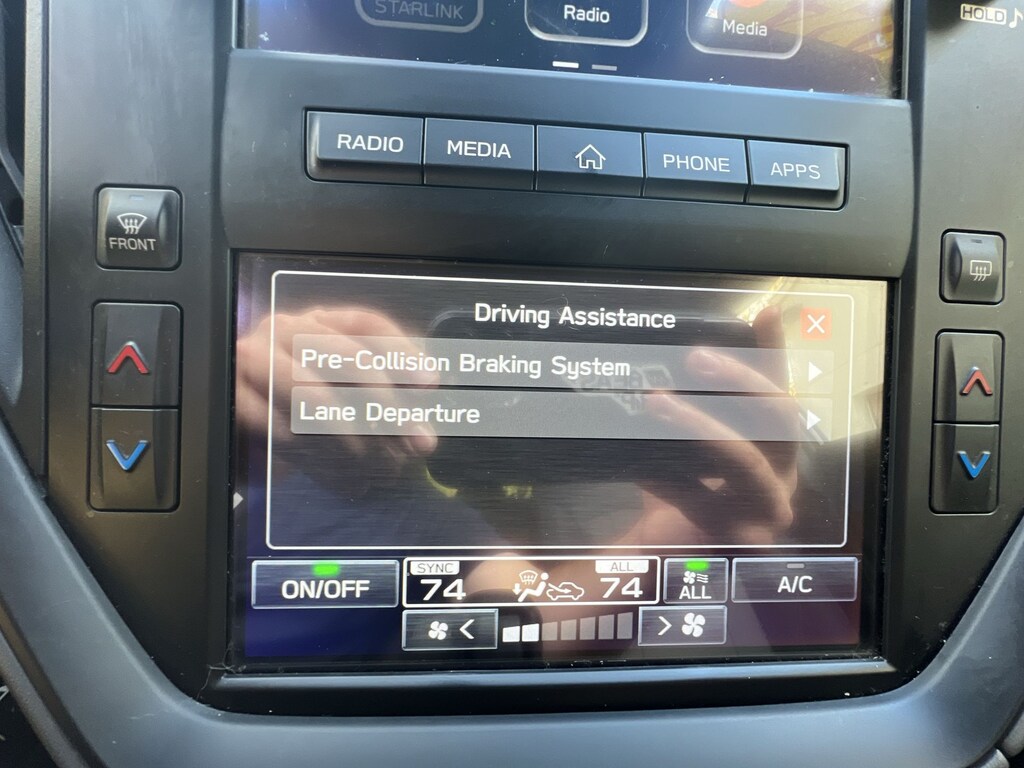 STARLINK
Radio
Media
HOLD
RADIO
MEDIA
PHONE
APPS
FRONT
Driving Assistance
Pre-Collision Braking System
Lane Departure
ON/OFF
SYNC
74
ALL
74
ALL
A/C